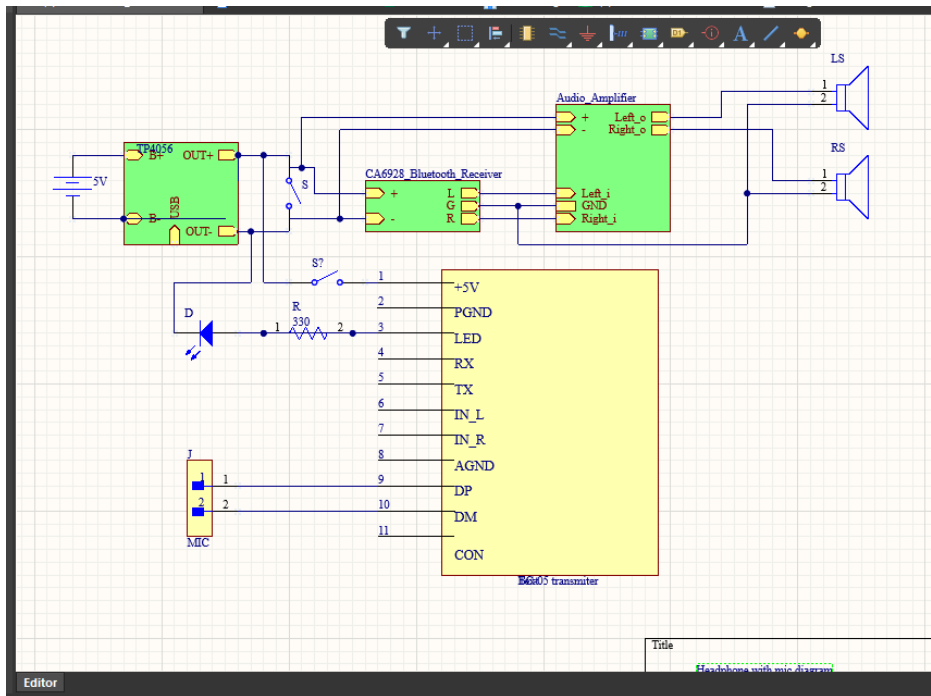 LS
1
2
Audio_Amplifier
+
-
Left_o
Right_o
Left_i
GND
Right_i
RS
1
2
TP4056
B+
OUT+
USB
B-
OUT-
5V
S
CA6928_Bluetooth_Receiver
+
-
L
G
R
S?
1
+5V
2
PGND
D
R
330
1
2
3
LED
4
RX
5
TX
6
IN_L
7
IN_R
8
AGND
J
1
1
9
DP
2
2
10
DM
MIC
11
CON
transmiter
Title
Headphone with mic diagram
Editor